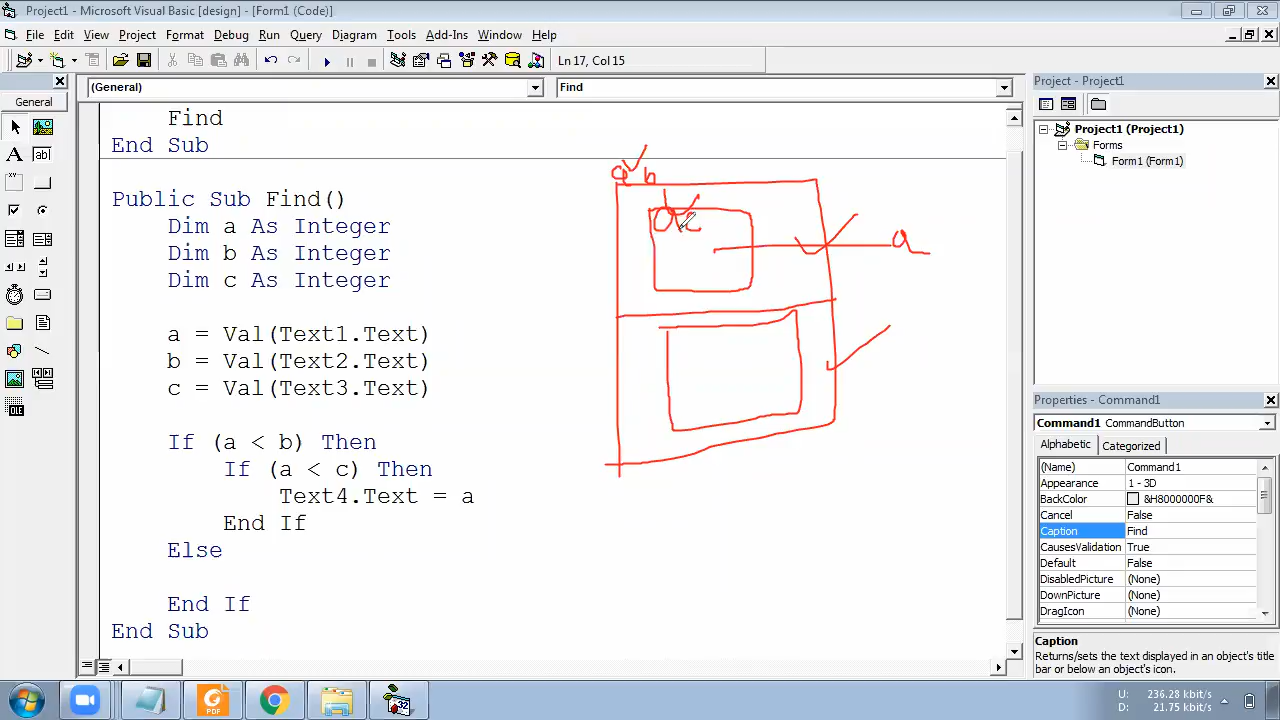 Project1 - Microsoft Visual Basic [design] - [Form1 (Code)]
File Edit View Project Format Debug Run Query Diagram Tools Add-Ins Window Help
Ln 17, Col 15
General
(General)
Find
Find
End Sub
Public Sub Find()
Dim a As Integer
Dim b As Integer
Dim c As Integer
a = Val(Text1.Text)
b = Val(Text2.Text)
c = Val(Text3.Text)
If (a < b) Then
If (a < c) Then
Text4.Text = a
End If
Else
End If
End Sub
a b
a c
a
Project - Project1
Project1 (Project1)
Forms
Form1 (Form1)
Properties - Command1
Command1 CommandButton
Alphabetic Categorized
(Name) Command1
Appearance 1 - 3D
BackColor &H8000000F&
Cancel False
Caption Find
CausesValidation True
Default False
DisabledPicture (None)
DownPicture (None)
DragIcon (None)
Caption
Returns/sets the text displayed in an object's title bar or below an object's icon.
OLE
PDF
32
U: 236.28 kbit/s
D: 21.75 kbit/s